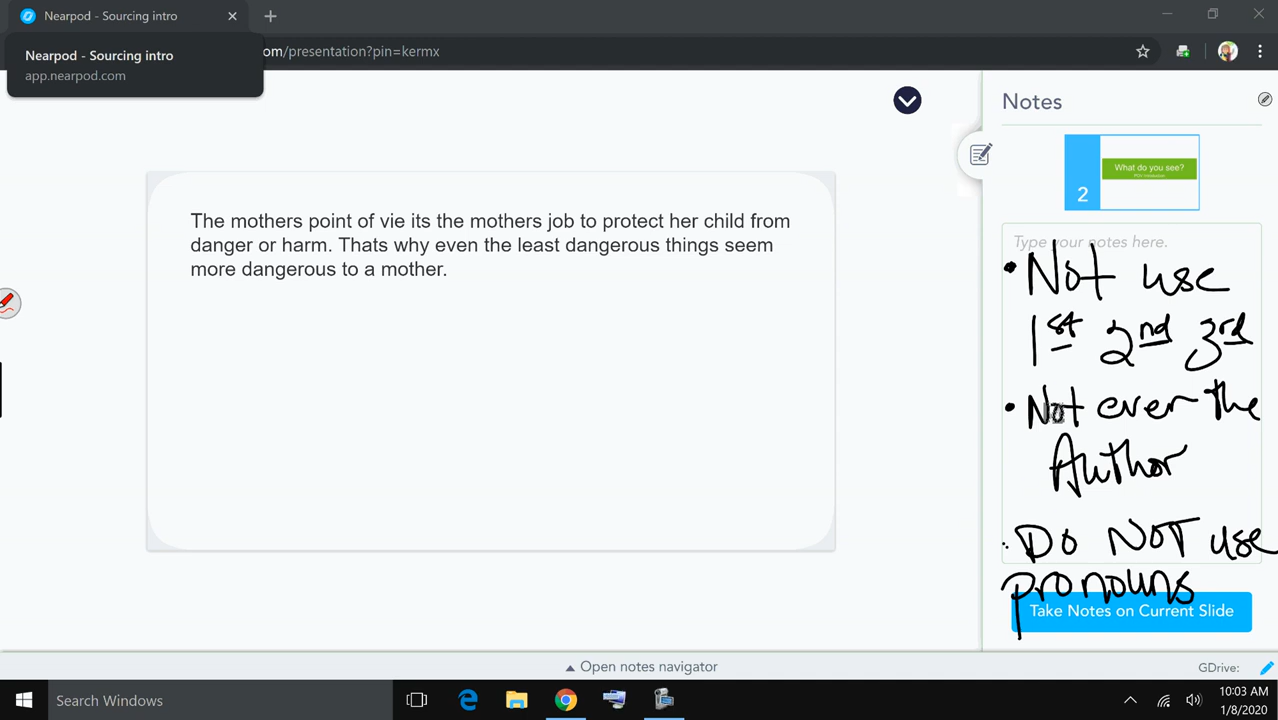 Nearpod - Sourcing intro
Nearpod - Sourcing intro
app.nearpod.com
om/presentation?pin=kermx
Notes
What do you see?
2
The mothers point of vie its the mothers job to protect her child from
danger or harm. Thats why even the least dangerous things seem
more dangerous to a mother.
Type your notes here.
• Not use
1st 2nd 3rd
• Not ever the
Author
Do NOT use
pronouns
Take Notes on Current Slide
Open notes navigator
GDrive:
Search Windows
10:03 AM
1/8/2020